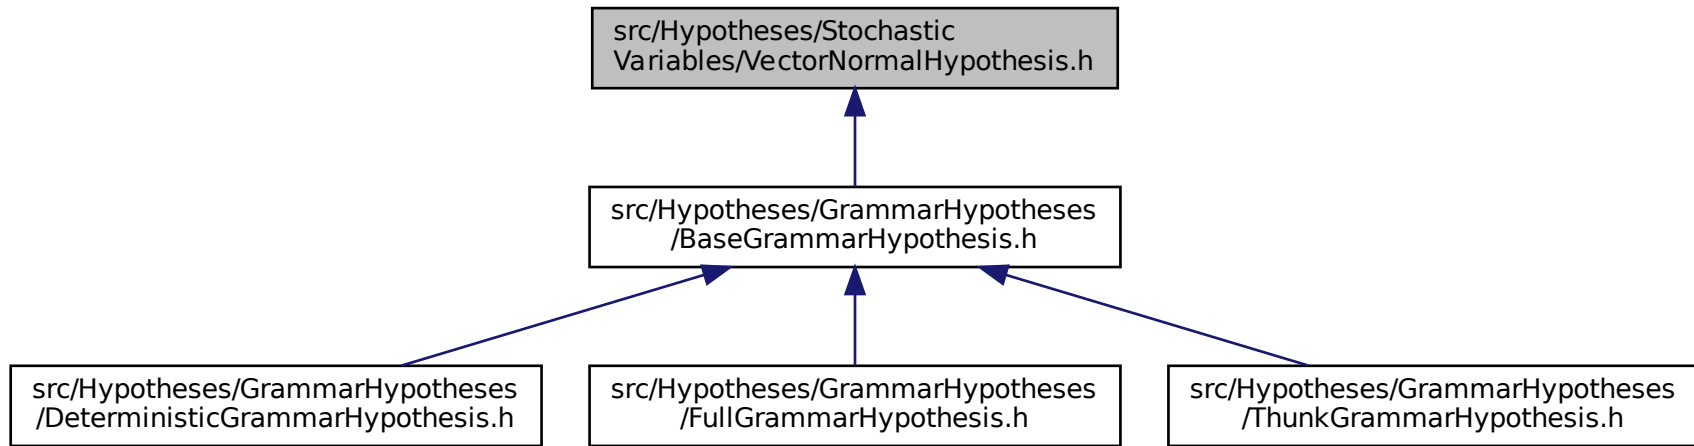 src/Hypotheses/Stochastic
Variables/VectorNormalHypothesis.h
src/Hypotheses/GrammarHypotheses
/BaseGrammarHypothesis.h
src/Hypotheses/GrammarHypotheses
/DeterministicGrammarHypothesis.h
src/Hypotheses/GrammarHypotheses
/FullGrammarHypothesis.h
src/Hypotheses/GrammarHypotheses
/ThunkGrammarHypothesis.h